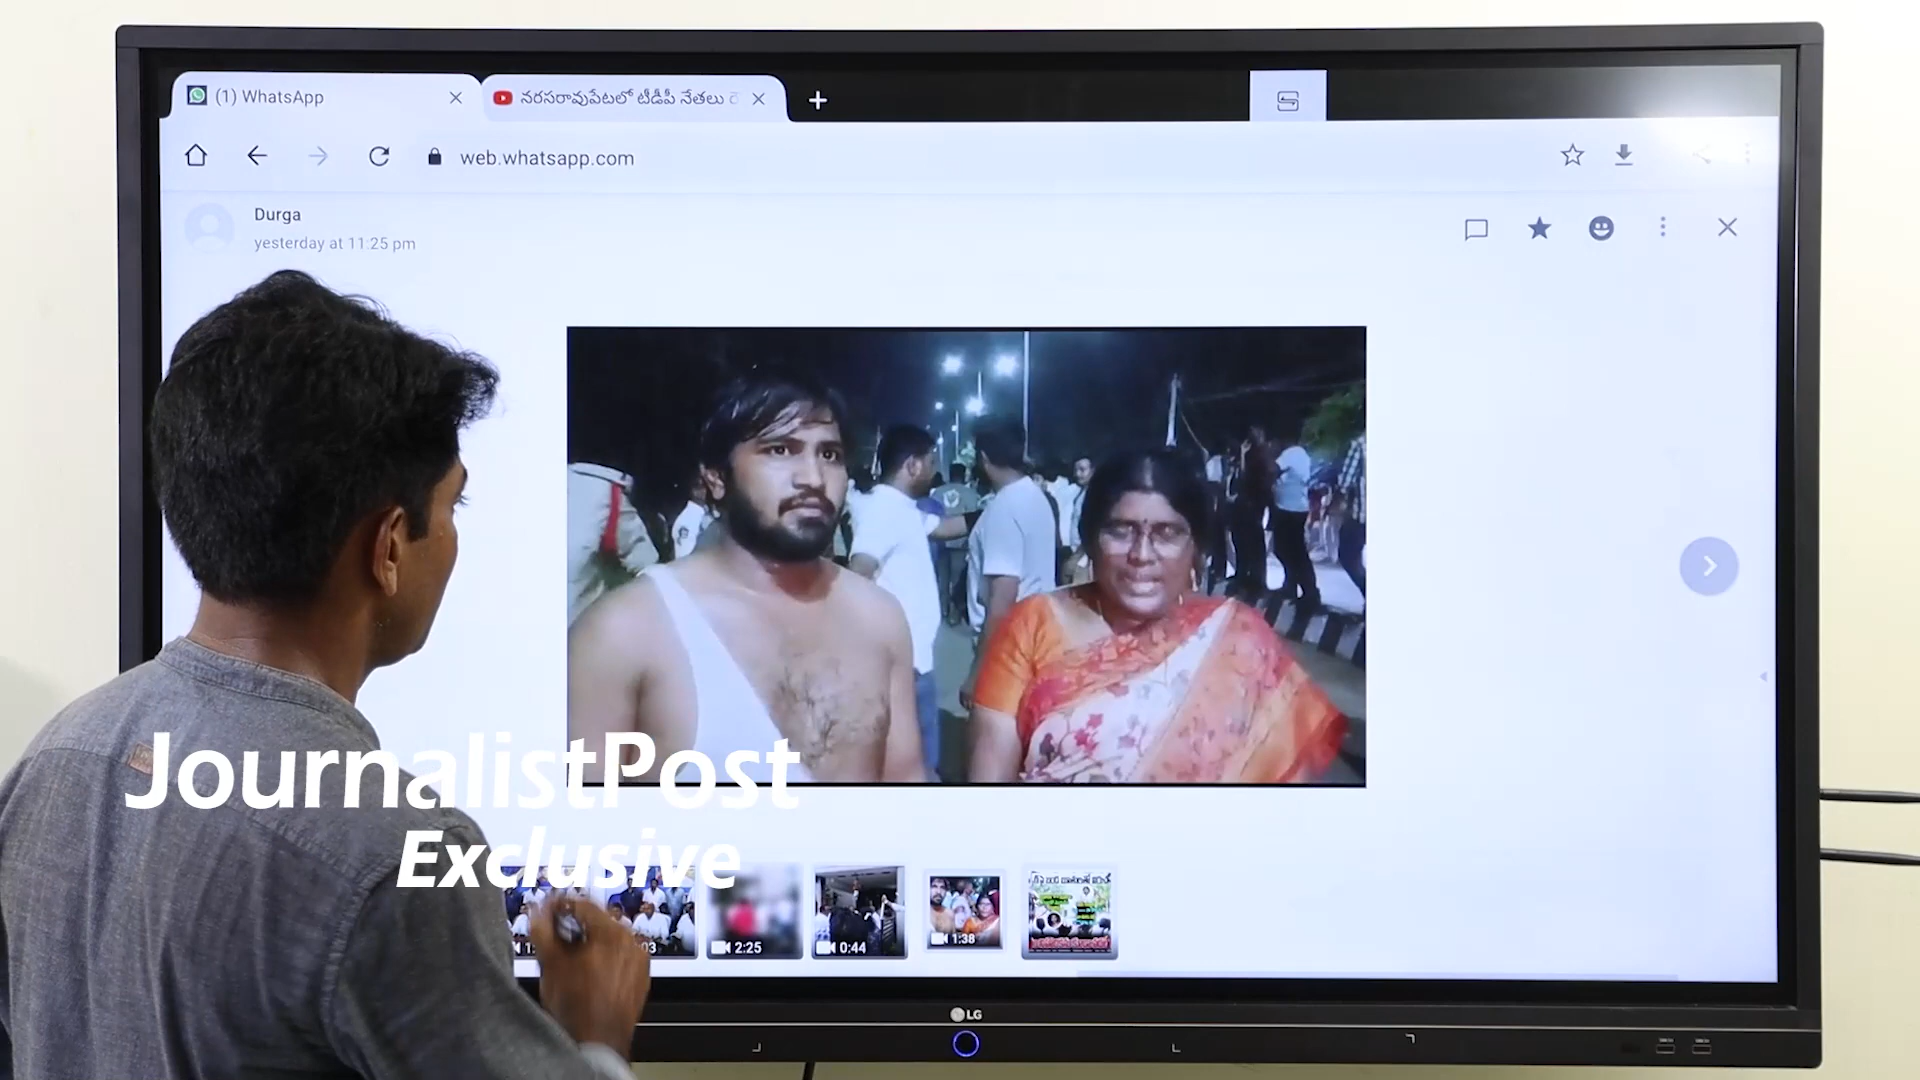 (1) WhatsApp
నరసరావుపేటలో టీడీపీ నేతలు
web.whatsapp.com
Durga
yesterday at 11:25 pm
JournalistPost
Exclusive
2:25
0:44
1:38
LG